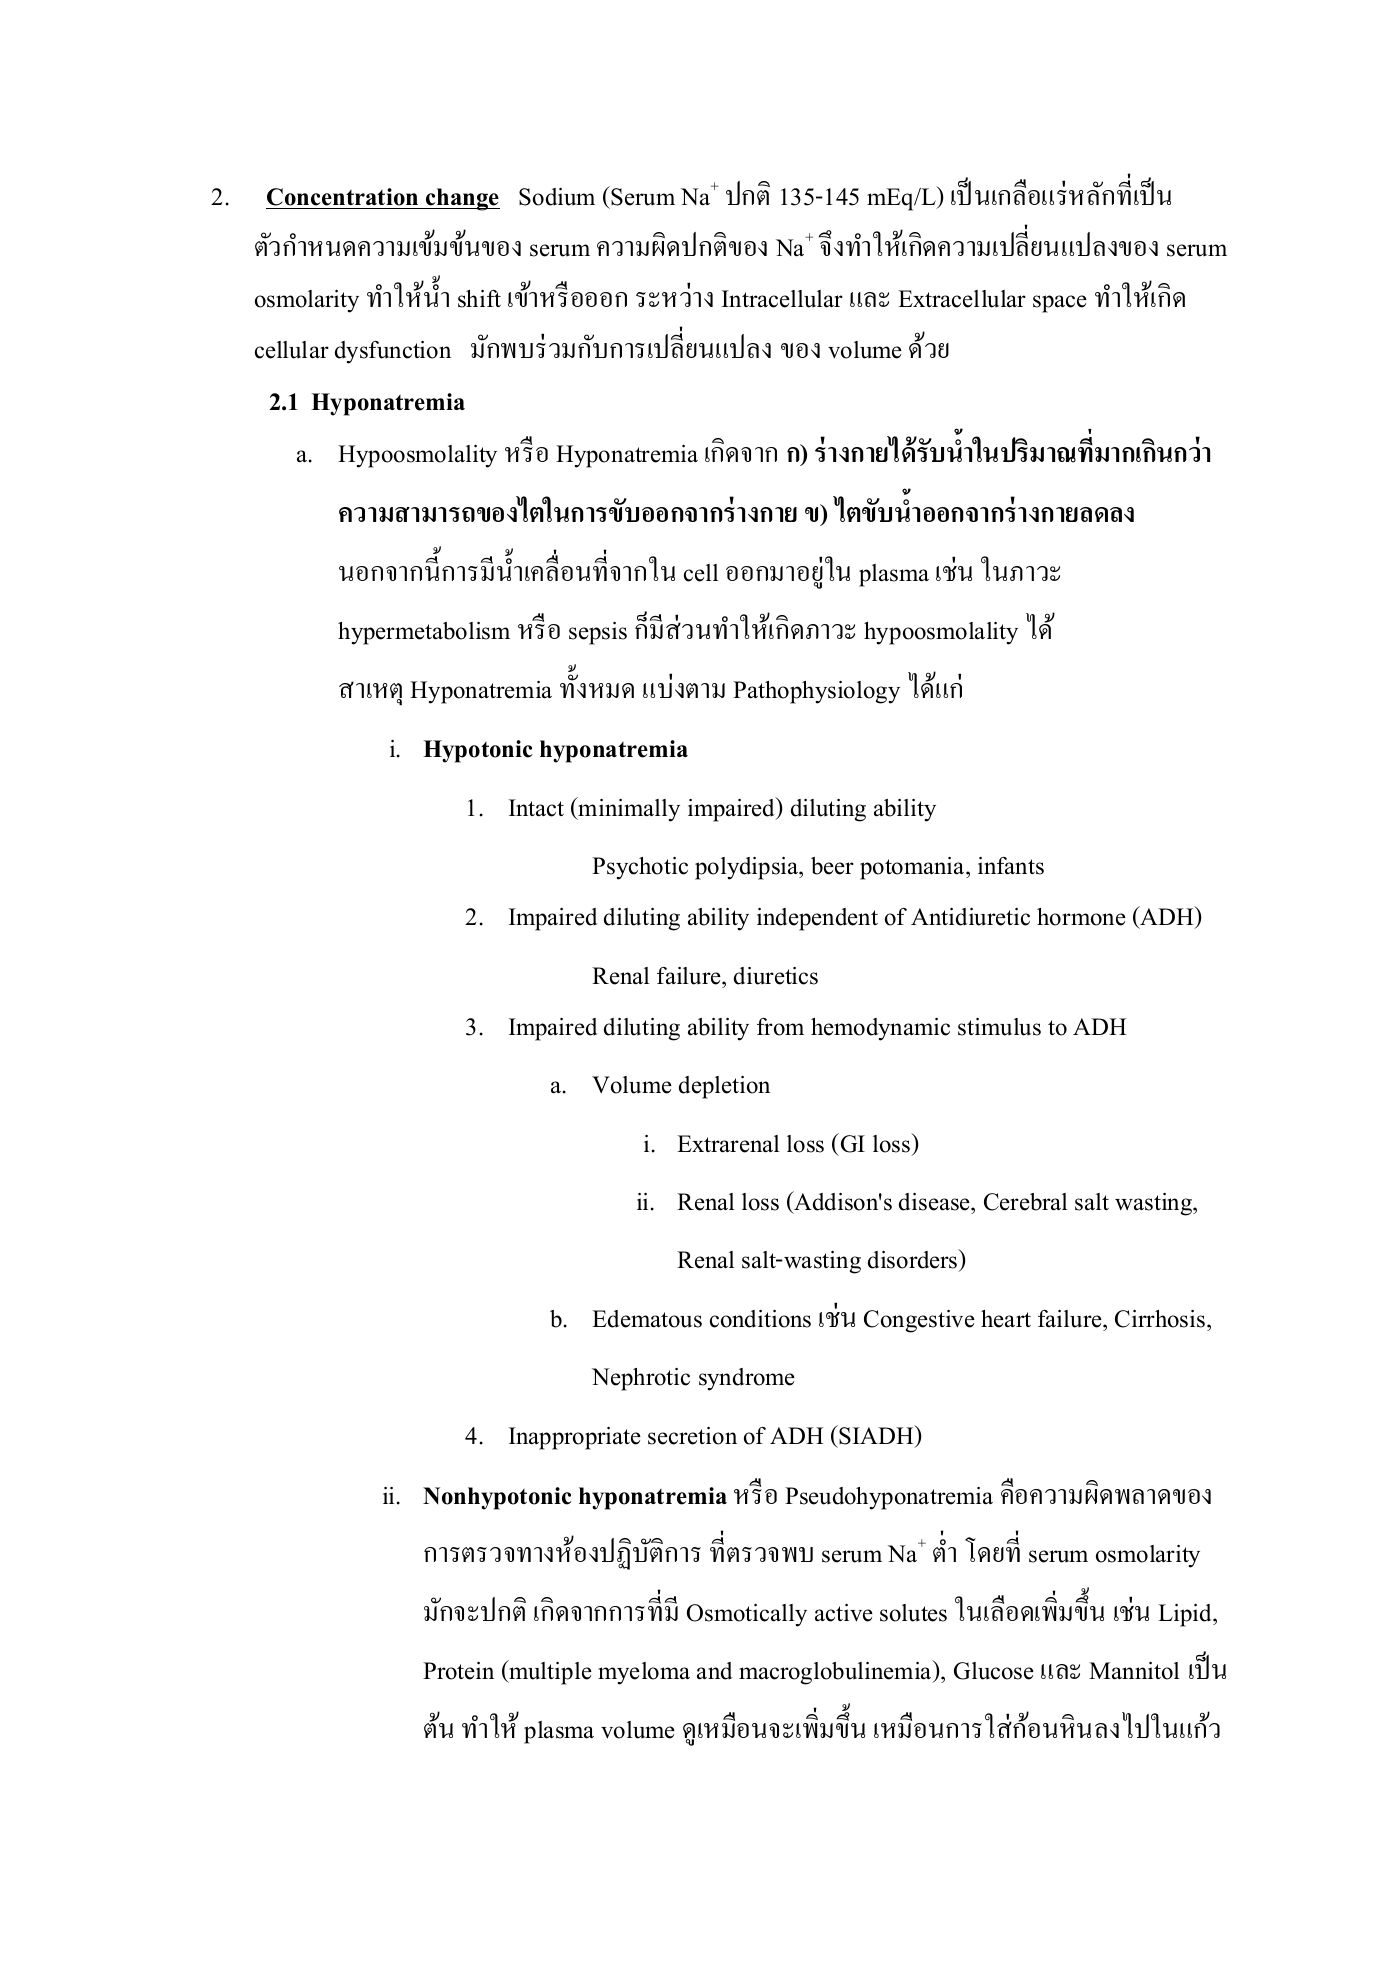 2. Concentration change Sodium (Serum Na+ ปกติ 135-145 mEq/L) เป็นเกลือแร่หลักที่เป็น
ตัวกำหนดความเข้มข้นของ serum ความผิดปกติของ Na+ จึงทำให้เกิดความเปลี่ยนแปลงของ serum
osmolarity ทำให้น้ำ shift เข้าหรือออก ระหว่าง Intracellular และ Extracellular space ทำให้เกิด
cellular dysfunction มักพบร่วมกับการเปลี่ยนแปลง ของ volume ด้วย
2.1 Hyponatremia
a. Hypoosmolality หรือ Hyponatremia เกิดจาก ก) ร่างกายได้รับน้ำในปริมาณที่มากเกินกว่า
ความสามารถของไตในการขับออกจากร่างกาย ข) ไตขับน้ำออกจากร่างกายลดลง
นอกจากนี้การมีน้ำเคลื่อนที่จากใน cell ออกมาอยู่ใน plasma เช่น ในภาวะ
hypermetabolism หรือ sepsis ก็มีส่วนทำให้เกิดภาวะ hypoosmolality ได้
สาเหตุ Hyponatremia ทั้งหมด แบ่งตาม Pathophysiology ได้แก่
i. Hypotonic hyponatremia
1. Intact (minimally impaired) diluting ability
Psychotic polydipsia, beer potomania, infants
2. Impaired diluting ability independent of Antidiuretic hormone (ADH)
Renal failure, diuretics
3. Impaired diluting ability from hemodynamic stimulus to ADH
a. Volume depletion
i. Extrarenal loss (GI loss)
ii. Renal loss (Addison's disease, Cerebral salt wasting,
Renal salt-wasting disorders)
b. Edematous conditions เช่น Congestive heart failure, Cirrhosis,
Nephrotic syndrome
4. Inappropriate secretion of ADH (SIADH)
ii. Nonhypotonic hyponatremia หรือ Pseudohyponatremia คือความผิดพลาดของ
การตรวจทางห้องปฏิบัติการ ที่ตรวจพบ serum Na+ ต่ำ โดยที่ serum osmolarity
มักจะปกติ เกิดจากการที่มี Osmotically active solutes ในเลือดเพิ่มขึ้น เช่น Lipid,
Protein (multiple myeloma and macroglobulinemia), Glucose และ Mannitol เป็น
ต้น ทำให้ plasma volume ดูเหมือนจะเพิ่มขึ้น เหมือนการใส่ก้อนหินลงไปในแก้ว